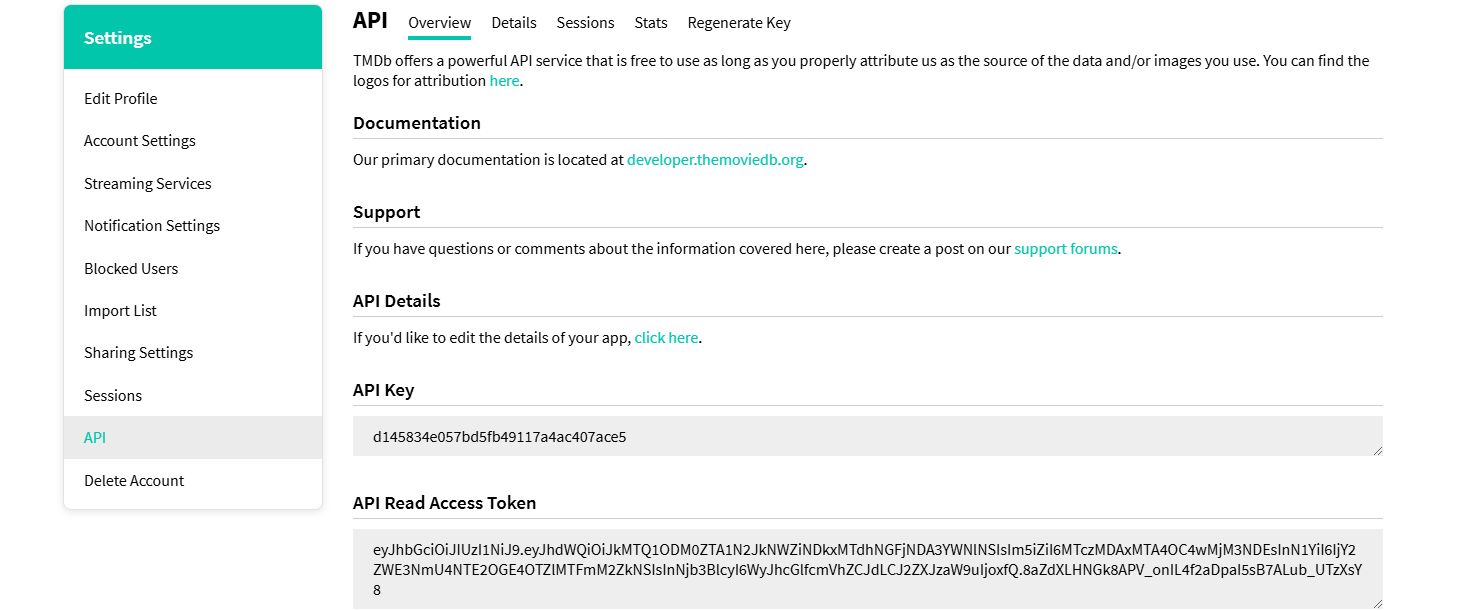 Settings
Edit Profile
Account Settings
Streaming Services
Notification Settings
Blocked Users
Import List
Sharing Settings
Sessions
API
Delete Account
API Overview Details Sessions Stats Regenerate Key
TMDb offers a powerful API service that is free to use as long as you properly attribute us as the source of the data and/or images you use. You can find the
logos for attribution here.
Documentation
Our primary documentation is located at developer.themoviedb.org.
Support
If you have questions or comments about the information covered here, please create a post on our support forums.
API Details
If you'd like to edit the details of your app, click here.
API Key
d145834e057bd5fb49117a4ac407ace5
API Read Access Token
eyJhbGciOiJIUzI1NiJ9.eyJhdWQiOiJkMTQ1ODM0ZTA1N2JkNWZiNDkxMTdhNGFjNDA3YWNlNSIsIm5iZiI6MTczMDAxMTA4OC4wMjM3NDEsInN1YiI6IjY2
ZWE3NmU4NTE2OGE4OTZlMTFmM2ZkNSIsInNjb3BlcyI6WyJhcGlfcmVhZCJdLCJ2ZXJzaW9uIjoxfQ.8aZdXLHNGk8APV_onIL4f2aDpaI5sB7ALub_UTzXsY
8